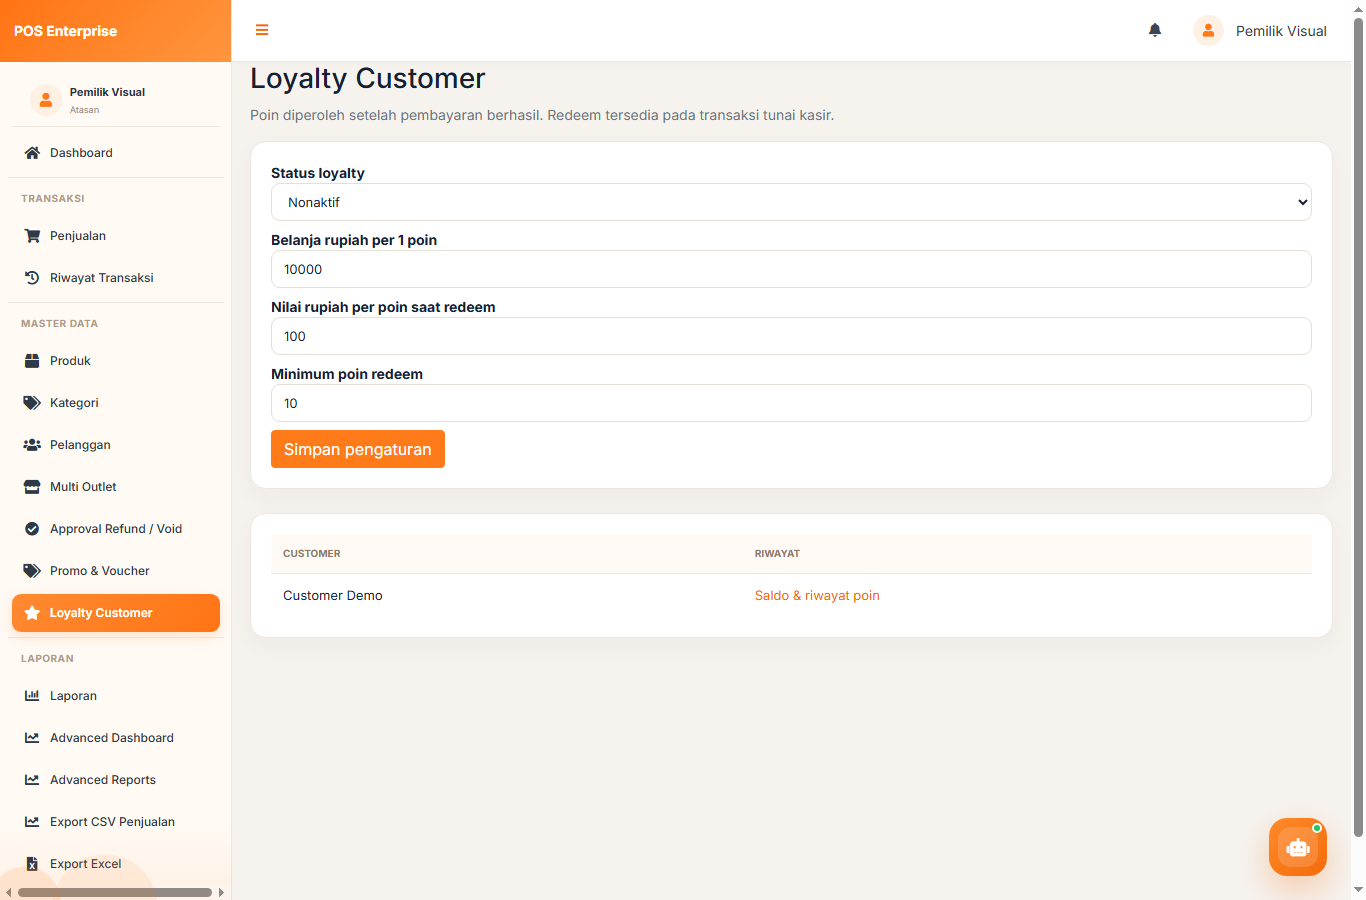 POS Enterprise
Pemilik Visual
Pemilik Visual
Atasan
Dashboard
TRANSAKSI
Penjualan
Riwayat Transaksi
MASTER DATA
Produk
Kategori
Pelanggan
Multi Outlet
Approval Refund / Void
Promo & Voucher
Loyalty Customer
LAPORAN
Laporan
Advanced Dashboard
Advanced Reports
Export CSV Penjualan
Export Excel
Loyalty Customer
Poin diperoleh setelah pembayaran berhasil. Redeem tersedia pada transaksi tunai kasir.
Status loyalty
Nonaktif
Belanja rupiah per 1 poin
10000
Nilai rupiah per poin saat redeem
100
Minimum poin redeem
10
Simpan pengaturan
CUSTOMER RIWAYAT
Customer Demo Saldo & riwayat poin